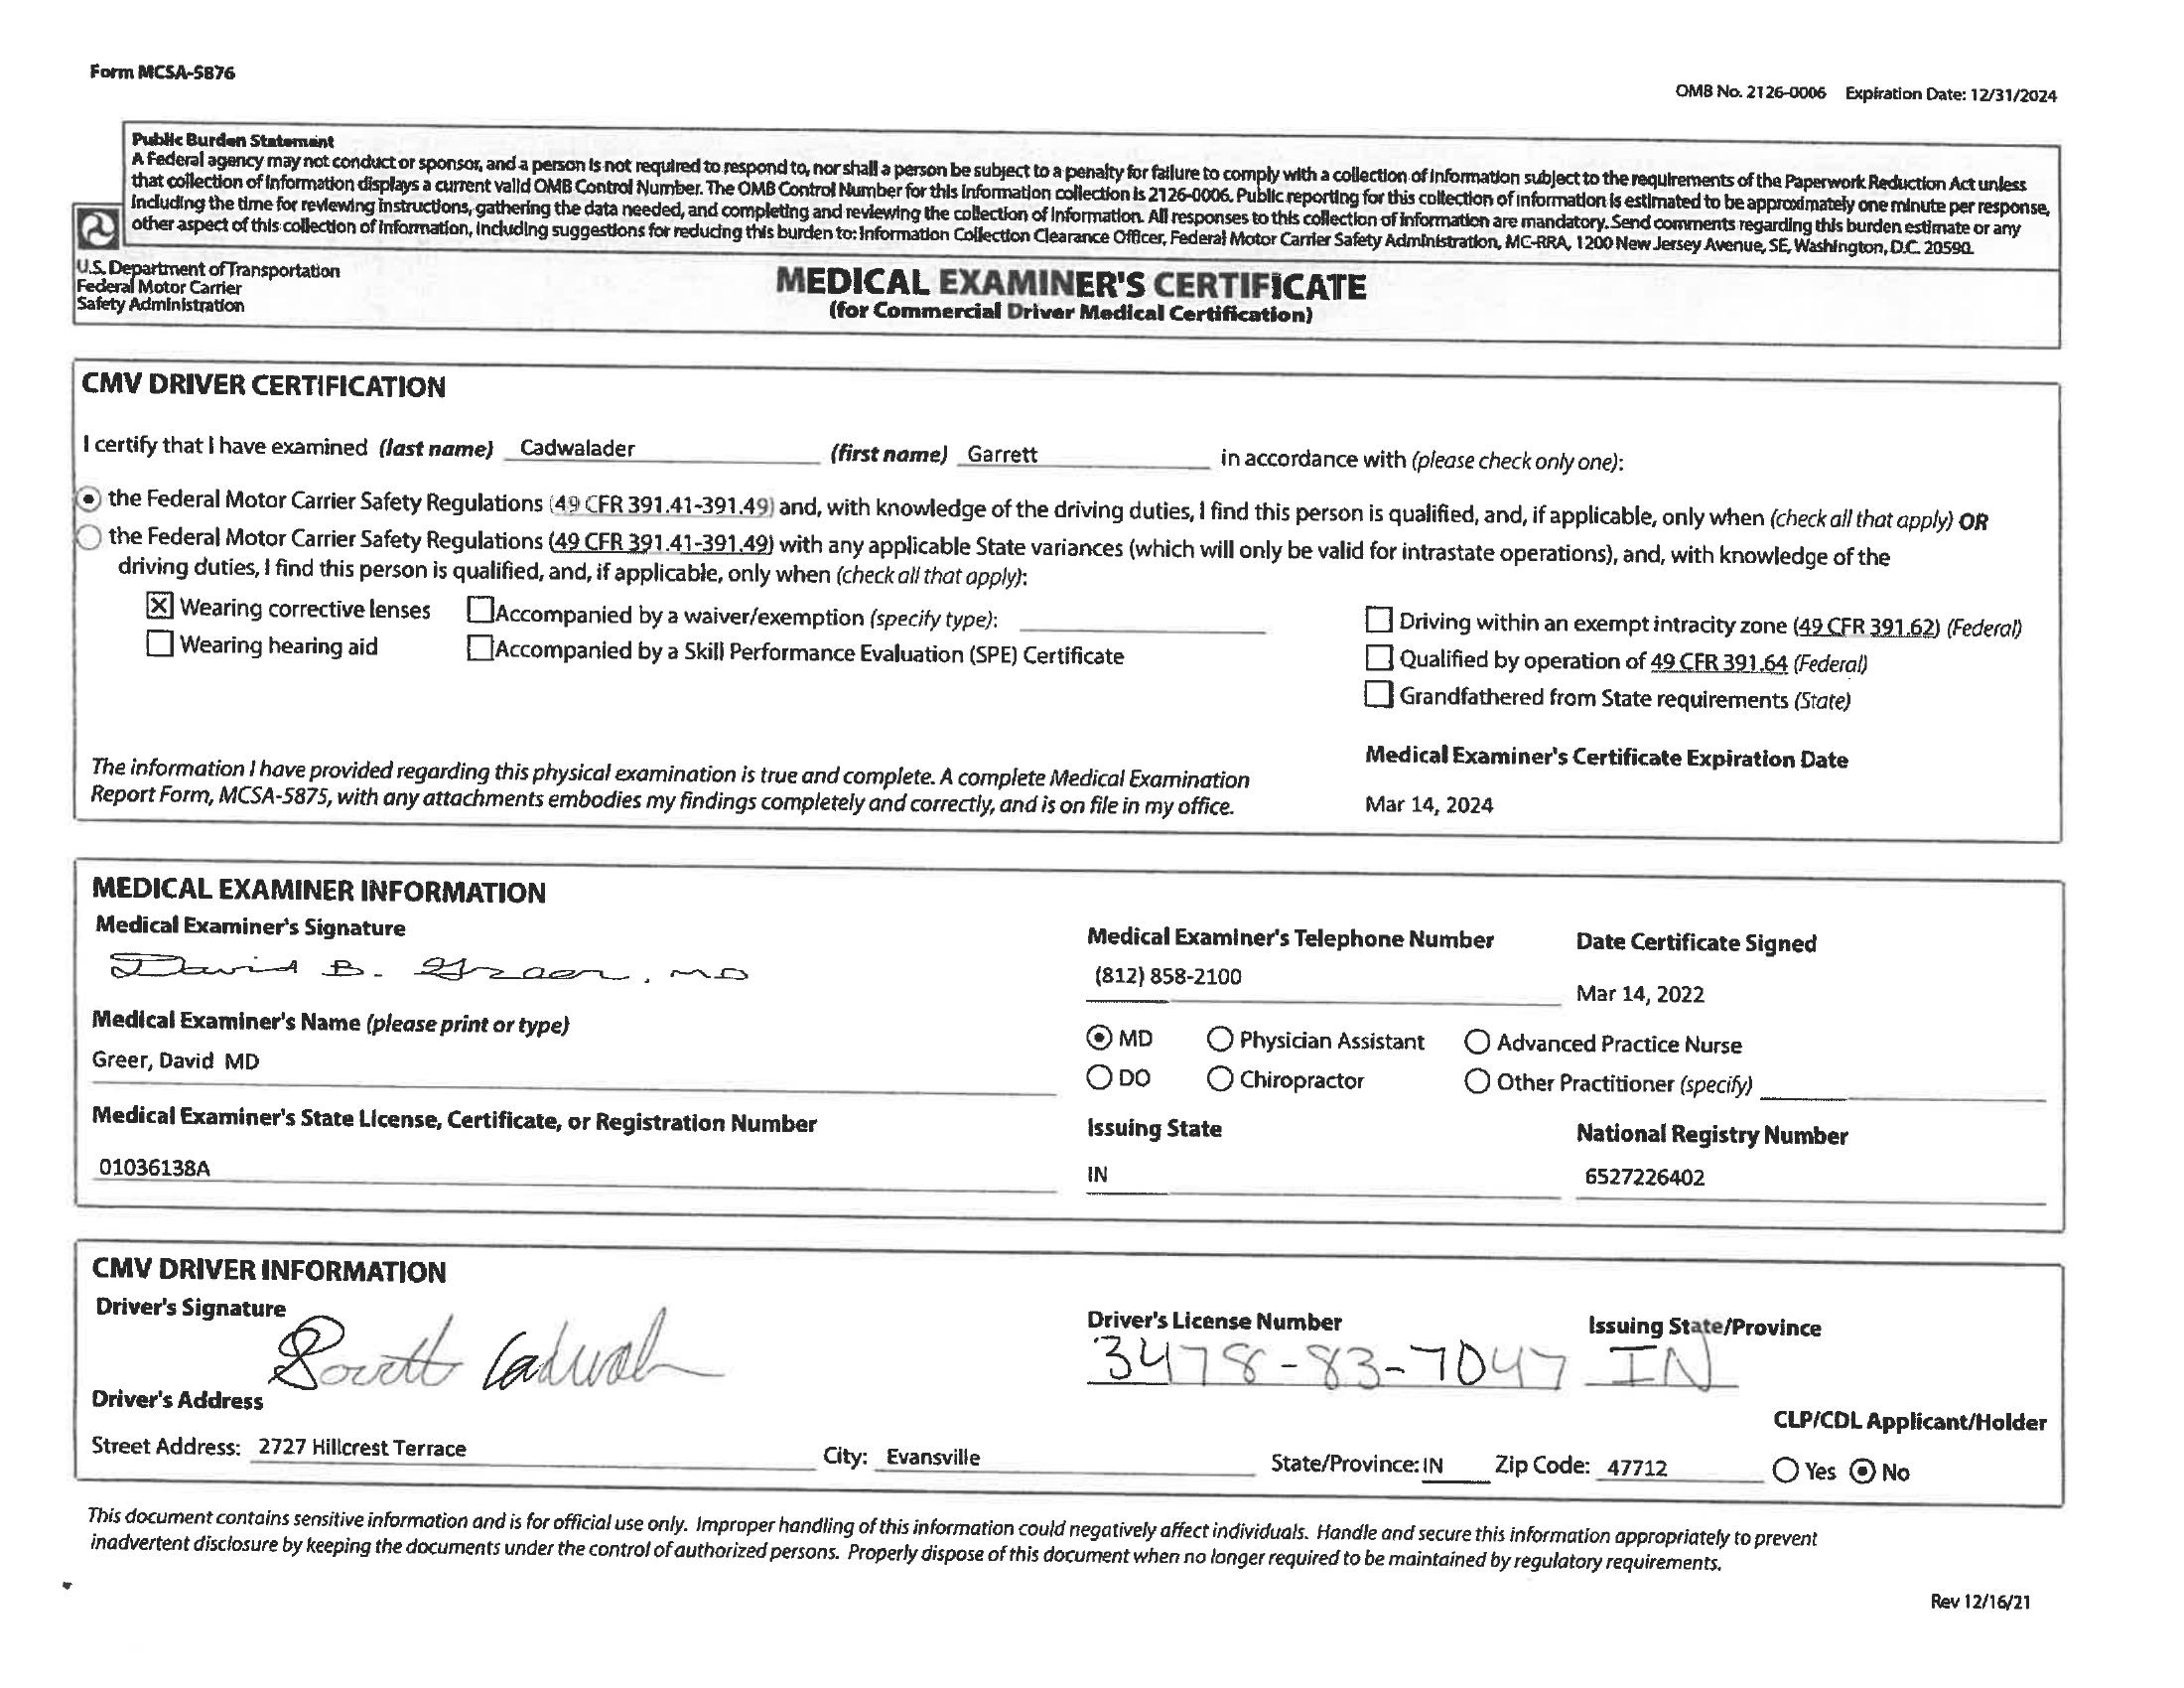 Form MCSA-5876
OMB No. 2126-0006 Expiration Date: 12/31/2024
Public Burden Statement
A Federal agency may not conduct or sponsor, and a person is not required to respond to, nor shall a person be subject to a penalty for failure to comply with a collection of information subject to the requirements of the Paperwork Reduction Act unless
that collection of information displays a current valid OMB Control Number. The OMB Control Number for this information collection is 2126-0006. Public reporting for this collection of information is estimated to be approximately one minute per response,
including the time for reviewing instructions, gathering the data needed, and completing and reviewing the collection of information. All responses to this collection of information are mandatory. Send comments regarding this burden estimate or any
other aspect of this collection of information, including suggestions for reducing this burden to: Information Collection Clearance Officer, Federal Motor Carrier Safety Administration, MC-RRA, 1200 New Jersey Avenue, SE, Washington, D.C. 20590.
U.S. Department of Transportation
Federal Motor Carrier
Safety Administration
MEDICAL EXAMINER'S CERTIFICATE
(for Commercial Driver Medical Certification)
CMV DRIVER CERTIFICATION
I certify that I have examined (last name) Cadwalader (first name) Garrett in accordance with (please check only one):
the Federal Motor Carrier Safety Regulations (49 CFR 391.41-391.49) and, with knowledge of the driving duties, I find this person is qualified, and, if applicable, only when (check all that apply) OR
the Federal Motor Carrier Safety Regulations (49 CFR 391.41-391.49) with any applicable State variances (which will only be valid for intrastate operations), and, with knowledge of the
driving duties, I find this person is qualified, and, if applicable, only when (check all that apply):
Wearing corrective lenses Accompanied by a waiver/exemption (specify type): Driving within an exempt intracity zone (49 CFR 391.62) (Federal)
Wearing hearing aid Accompanied by a Skill Performance Evaluation (SPE) Certificate Qualified by operation of 49 CFR 391.64 (Federal)
Grandfathered from State requirements (State)
The information I have provided regarding this physical examination is true and complete. A complete Medical Examination
Report Form, MCSA-5875, with any attachments embodies my findings completely and correctly, and is on file in my office.
Medical Examiner's Certificate Expiration Date
Mar 14, 2024
MEDICAL EXAMINER INFORMATION
Medical Examiner's Signature Medical Examiner's Telephone Number Date Certificate Signed
David B. Greer, MD (812) 858-2100 Mar 14, 2022
Medical Examiner's Name (please print or type) MD Physician Assistant Advanced Practice Nurse
Greer, David MD DO Chiropractor Other Practitioner (specify)
Medical Examiner's State License, Certificate, or Registration Number Issuing State National Registry Number
01036138A IN 6527226402
CMV DRIVER INFORMATION
Driver's Signature Driver's License Number Issuing State/Province
3478-83-7047 IN
Driver's Address CLP/CDL Applicant/Holder
Street Address: 2727 Hillcrest Terrace City: Evansville State/Province: IN Zip Code: 47712 Yes No
This document contains sensitive information and is for official use only. Improper handling of this information could negatively affect individuals. Handle and secure this information appropriately to prevent
inadvertent disclosure by keeping the documents under the control of authorized persons. Properly dispose of this document when no longer required to be maintained by regulatory requirements.
Rev 12/16/21